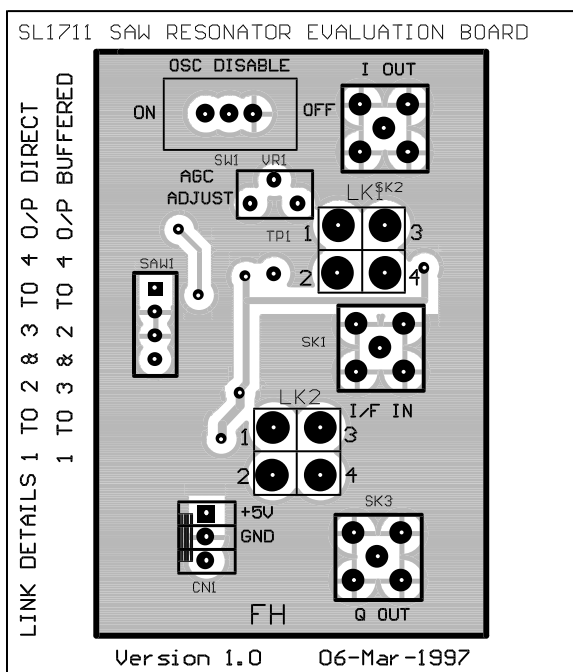 SL1711 SAW RESONATOR EVALUATION BOARD
OSC DISABLE
I OUT
ON
OFF
SW1
VR1
AGC
ADJUST
LK1
SK2
TP1
1
3
2
4
SAW1
SK1
I/F IN
LK2
1
3
2
4
+5V
GND
CN1
SK3
Q OUT
FH
LINK DETAILS 1 TO 2 & 3 TO 4 O/P DIRECT
1 TO 3 & 2 TO 4 O/P BUFFERED
Version 1.0 06-Mar-1997